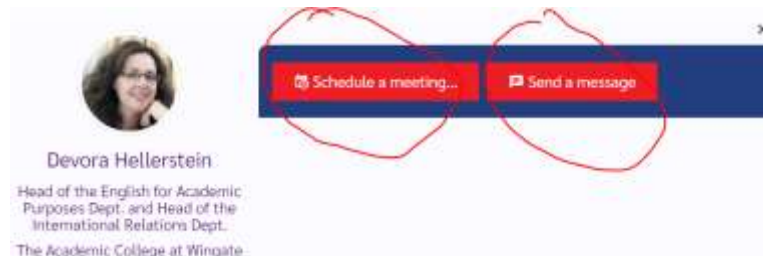 Schedule a meeting...
Send a message
Devora Hellerstein
Head of the English for Academic
Purposes Dept. and Head of the
International Relations Dept.
The Academic College at Wingate